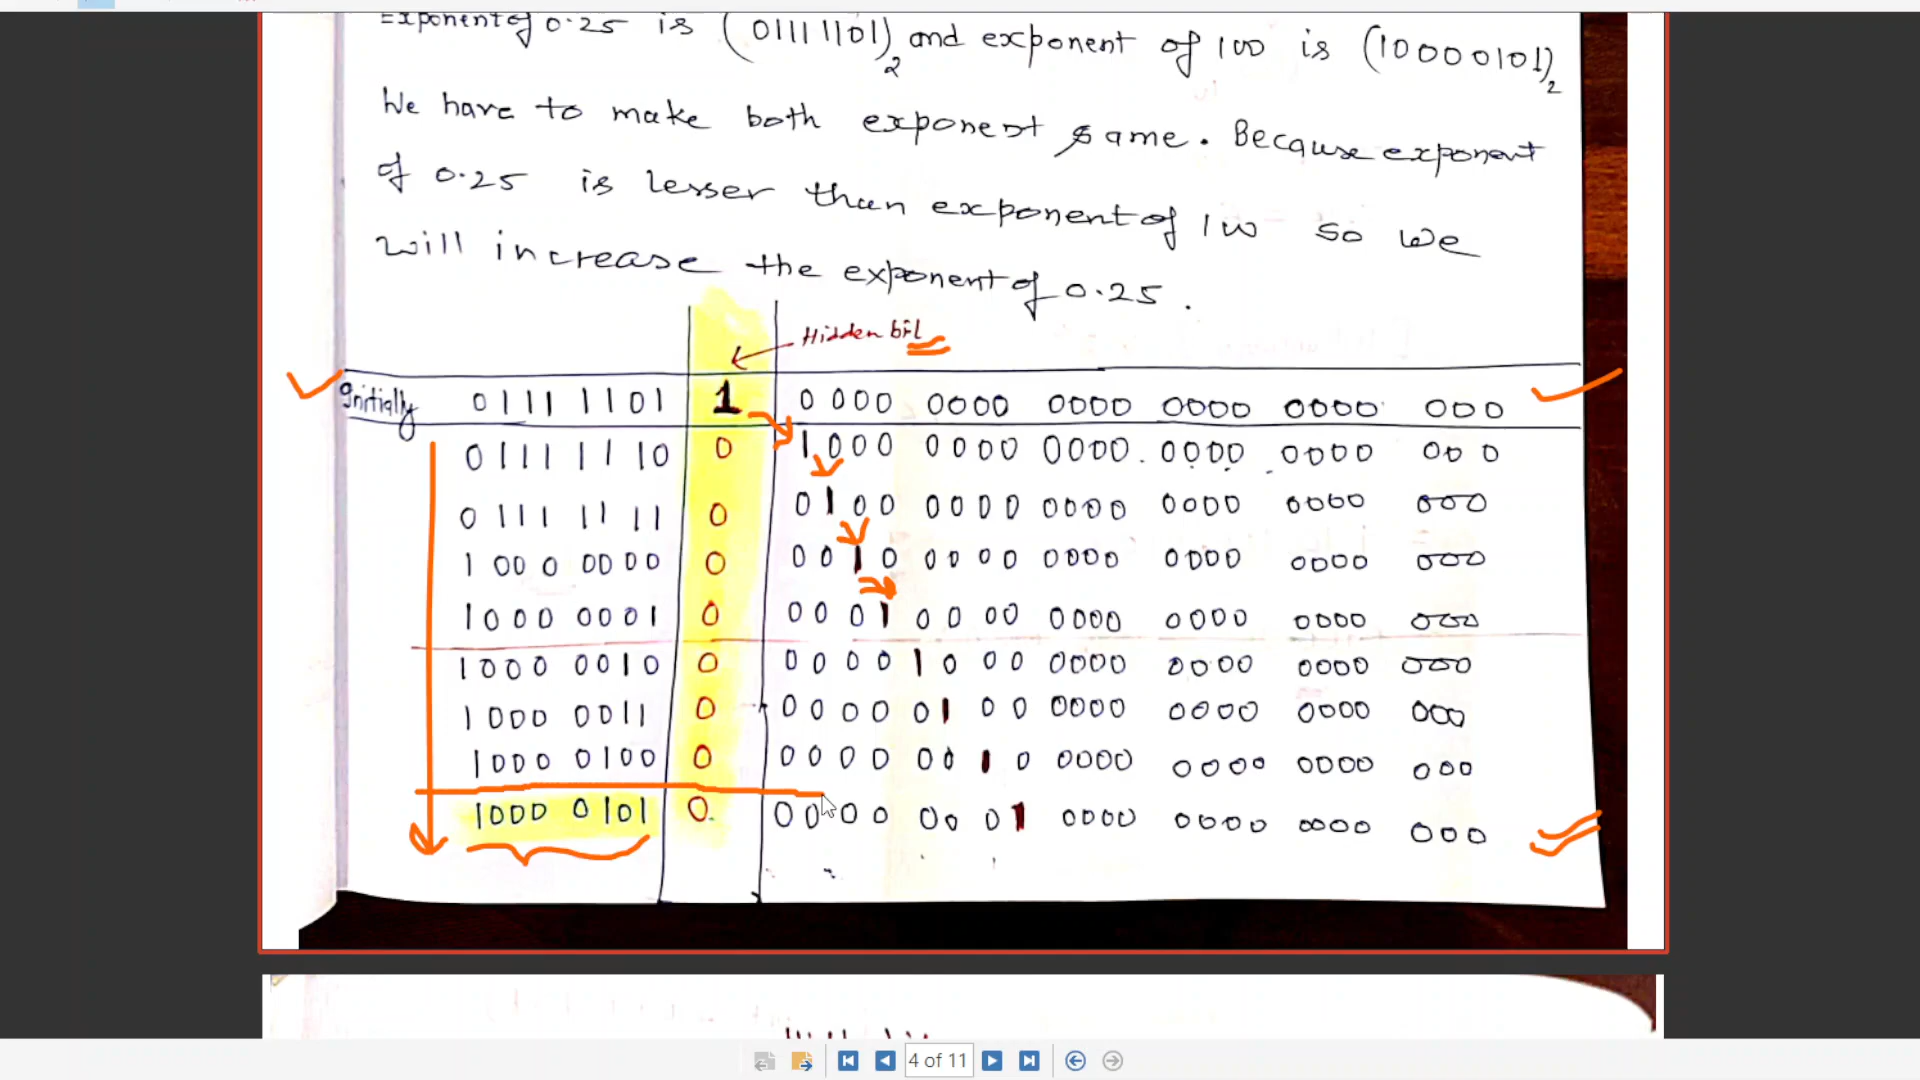 Exponent of 0.25 is (01111101)2 and exponent of 100 is (10000101)2
We have to make both exponent same. Because exponent
of 0.25 is lesser than exponent of 100 so we
will increase the exponent of 0.25.
Hidden bit
Initially 0111 1101 1 0000 0000 0000 0000 0000 000
0111 1110 0 1000 0000 0000 0000 0000 000
0111 1111 0 0100 0000 0000 0000 0000 000
1000 0000 0 0010 0000 0000 0000 0000 000
1000 0001 0 0001 0000 0000 0000 0000 000
1000 0010 0 0000 1000 0000 0000 0000 000
1000 0011 0 0000 0100 0000 0000 0000 000
1000 0100 0 0000 0010 0000 0000 0000 000
1000 0101 0. 0000 0001 0000 0000 0000 000
4 of 11